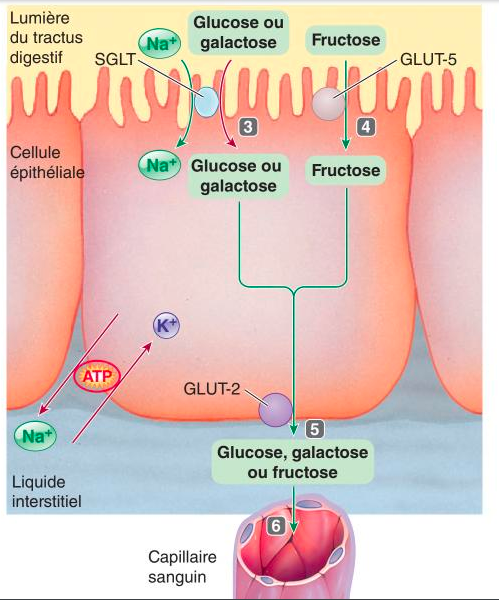 Lumière
du tractus
digestif
Na+
Glucose ou
galactose
Fructose
SGLT
GLUT-5
3
4
Cellule
épithéliale
Na+
Glucose ou
galactose
Fructose
K+
ATP
GLUT-2
Na+
5
Glucose, galactose
ou fructose
Liquide
interstitiel
6
Capillaire
sanguin